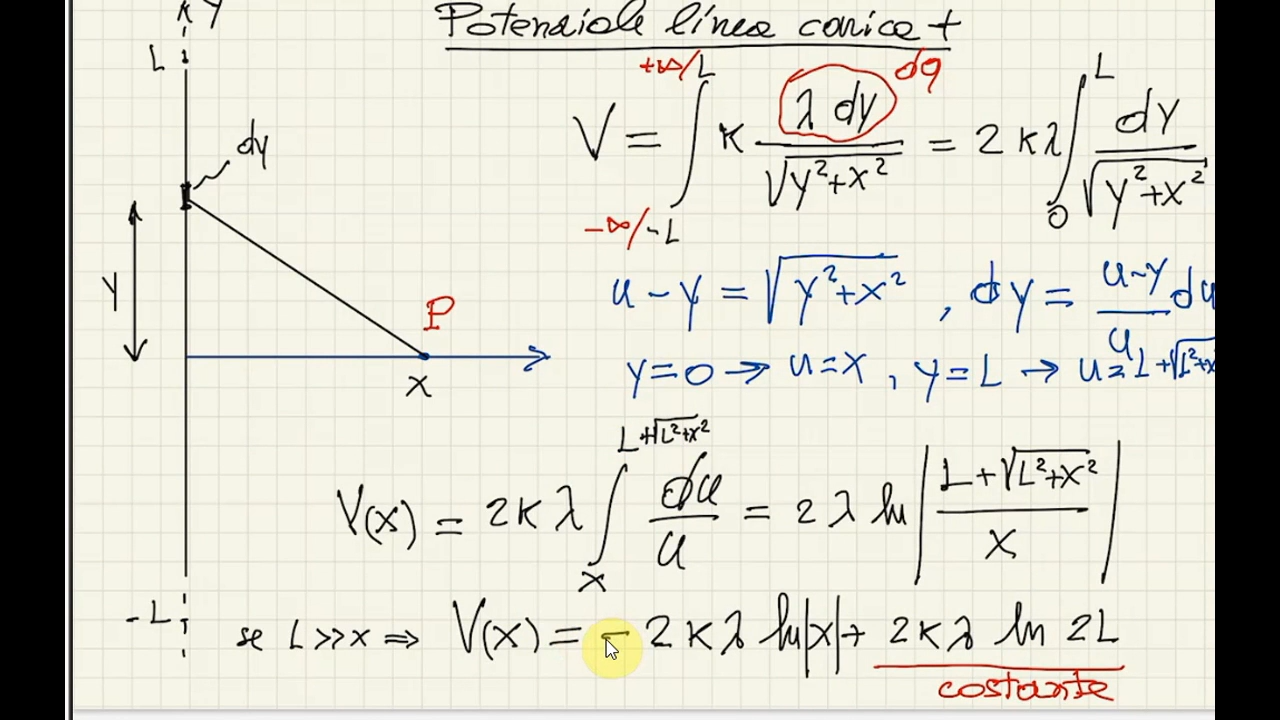 Potenziale linea carica +
Y
L
dy
Y
P
x
-L
+∞/L
dq
V = ∫ K λ dy / √(y²+x²) = 2Kλ ∫₀ᴸ dy / √(y²+x²)
-∞/-L
u - y = √(y²+x²) , dy = (u-y)/u du
y=0 → u=x , y=L → u=L+√(L²+x²
V(x) = 2Kλ ∫ₓ^(L+√(L²+x²)) du/u = 2λ ln |(L+√(L²+x²))/x|
se L>>x ⇒ V(x) = - 2Kλ ln|x| + 2Kλ ln 2L
costante